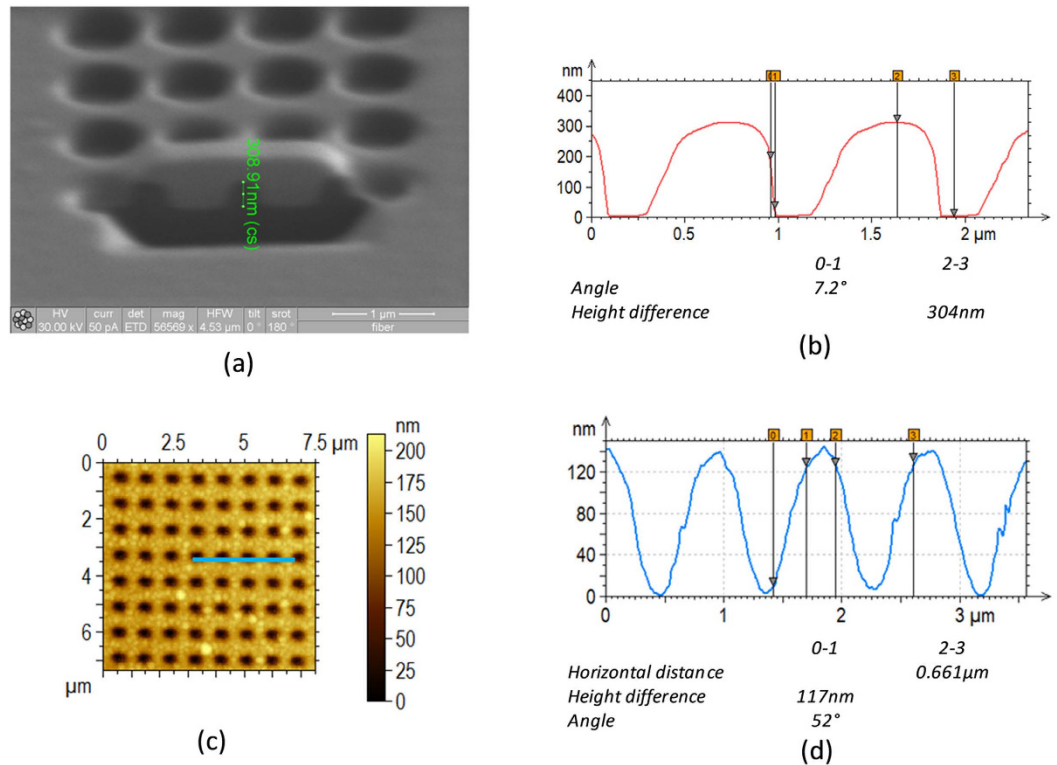 308.91nm (cs)
HV curr det mag HFW tilt srot
30.00 kV 50 pA ETD 56569 x 4.53 µm 0 ° 180 ° 1 µm fiber
(a)
nm
400
300
200
100
0
0 0.5 1 1.5 2 µm
0 1 2 3
0-1 2-3
Angle 7.2°
Height difference 304nm
(b)
0 2.5 5 7.5 µm
0
2
4
6
µm
nm
200
175
150
125
100
75
50
25
0
(c)
nm
120
80
40
0
0 1 2 3
0 1 2 3 µm
0-1 2-3
Horizontal distance 0.661µm
Height difference 117nm
Angle 52°
(d)